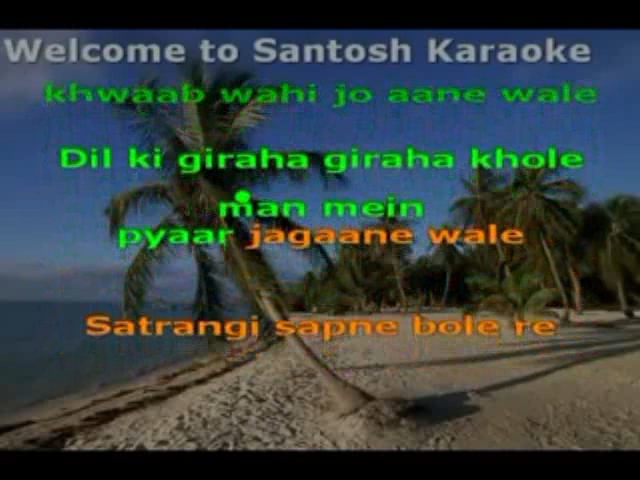 Welcome to Santosh Karaoke
khwaab wahi jo aane wale
Dil ki giraha giraha khole
man mein
pyaar jagaane wale
Satrangi sapne bole re